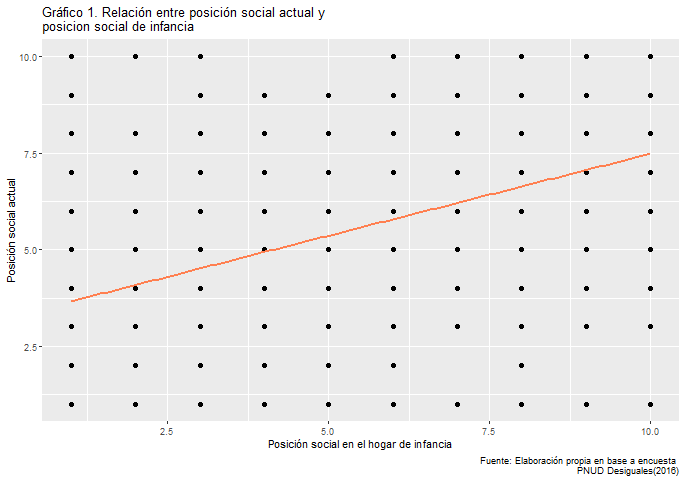 Gráfico 1. Relación entre posición social actual y
posicion social de infancia
10.0
7.5
5.0
2.5
Posición social actual
2.5 5.0 7.5 10.0
Posición social en el hogar de infancia
Fuente: Elaboración propia en base a encuesta
PNUD Desiguales(2016)